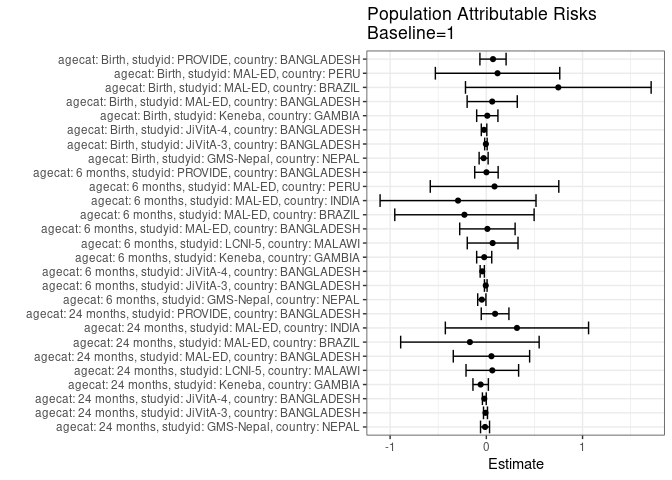 Population Attributable Risks
Baseline=1
agecat: Birth, studyid: PROVIDE, country: BANGLADESH
agecat: Birth, studyid: MAL-ED, country: PERU
agecat: Birth, studyid: MAL-ED, country: BRAZIL
agecat: Birth, studyid: MAL-ED, country: BANGLADESH
agecat: Birth, studyid: Keneba, country: GAMBIA
agecat: Birth, studyid: JiVitA-4, country: BANGLADESH
agecat: Birth, studyid: JiVitA-3, country: BANGLADESH
agecat: Birth, studyid: GMS-Nepal, country: NEPAL
agecat: 6 months, studyid: PROVIDE, country: BANGLADESH
agecat: 6 months, studyid: MAL-ED, country: PERU
agecat: 6 months, studyid: MAL-ED, country: INDIA
agecat: 6 months, studyid: MAL-ED, country: BRAZIL
agecat: 6 months, studyid: MAL-ED, country: BANGLADESH
agecat: 6 months, studyid: LCNI-5, country: MALAWI
agecat: 6 months, studyid: Keneba, country: GAMBIA
agecat: 6 months, studyid: JiVitA-4, country: BANGLADESH
agecat: 6 months, studyid: JiVitA-3, country: BANGLADESH
agecat: 6 months, studyid: GMS-Nepal, country: NEPAL
agecat: 24 months, studyid: PROVIDE, country: BANGLADESH
agecat: 24 months, studyid: MAL-ED, country: INDIA
agecat: 24 months, studyid: MAL-ED, country: BRAZIL
agecat: 24 months, studyid: MAL-ED, country: BANGLADESH
agecat: 24 months, studyid: LCNI-5, country: MALAWI
agecat: 24 months, studyid: Keneba, country: GAMBIA
agecat: 24 months, studyid: JiVitA-4, country: BANGLADESH
agecat: 24 months, studyid: JiVitA-3, country: BANGLADESH
agecat: 24 months, studyid: GMS-Nepal, country: NEPAL
-1 0 1
Estimate